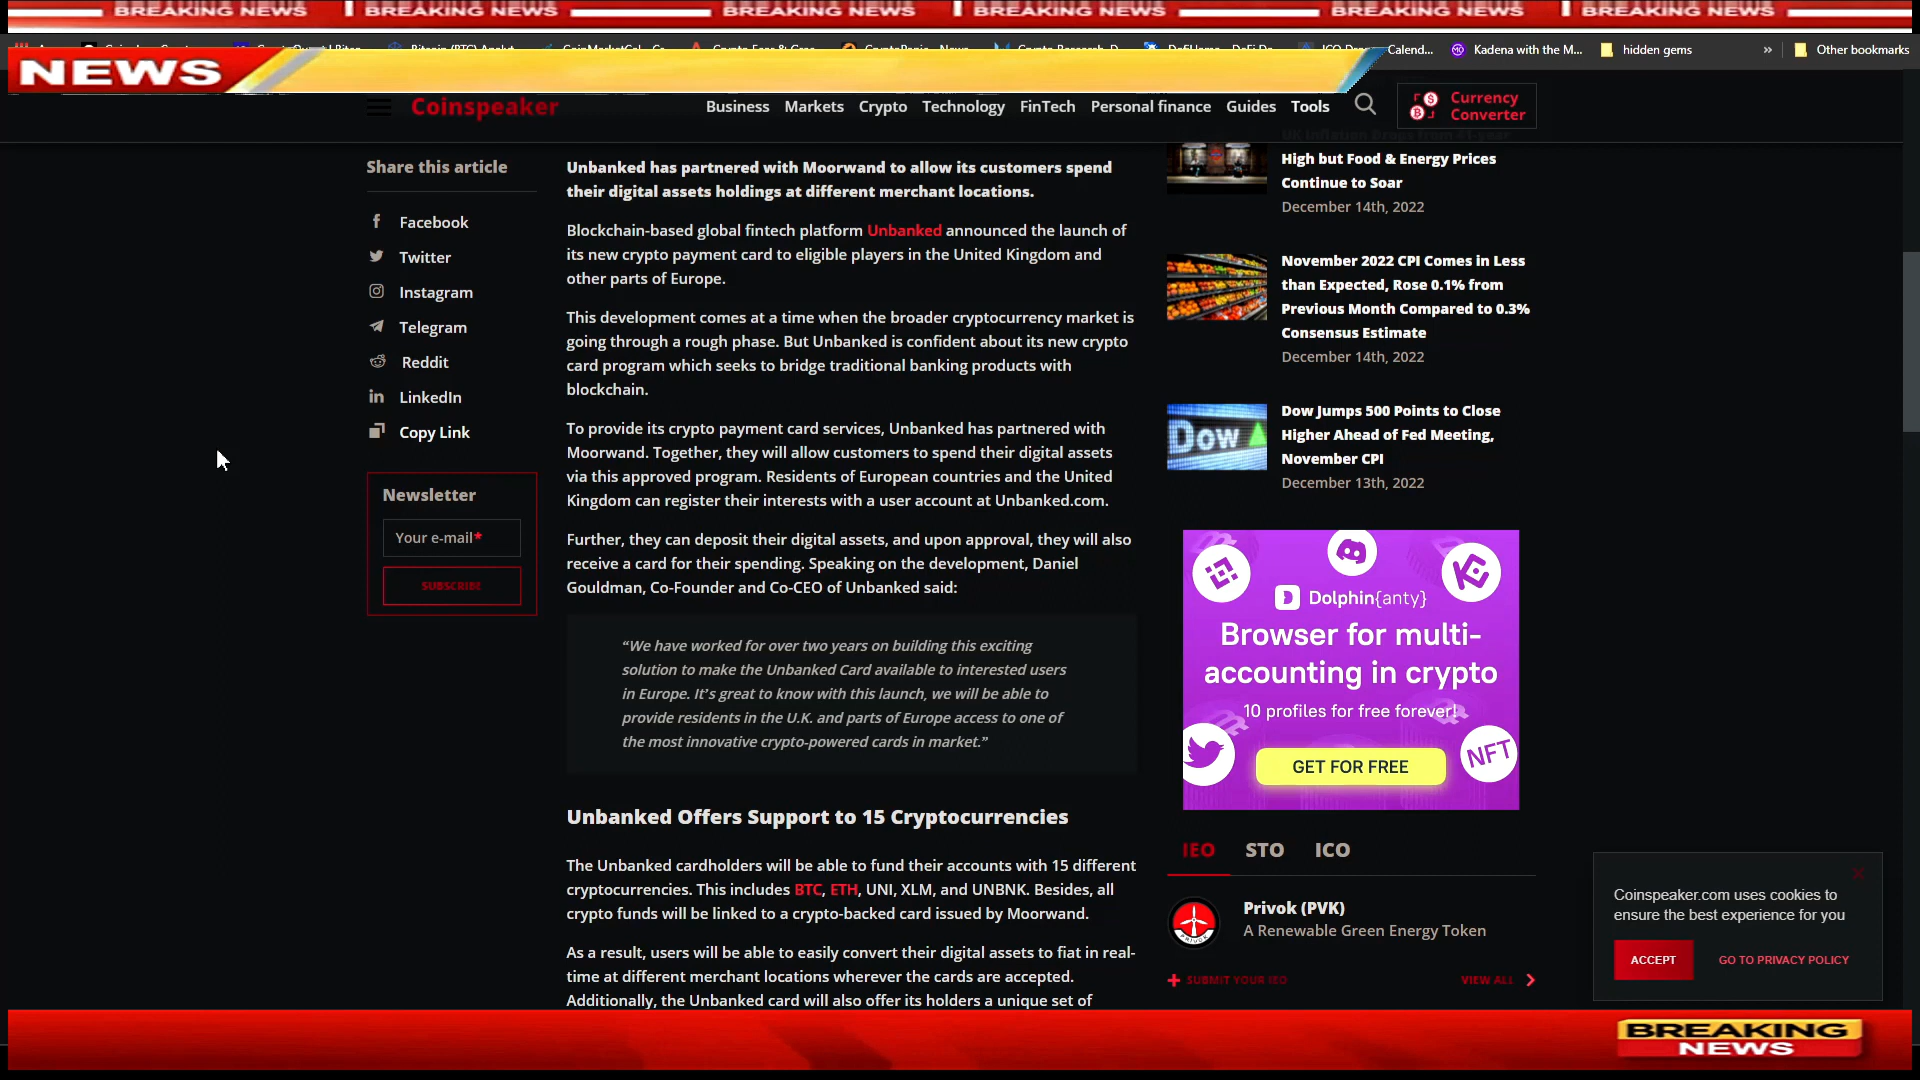 BREAKING NEWS BREAKING NEWS BREAKING NEWS BREAKING NEWS BREAKING NEWS BREAKING NEWS
Calend... Kadena with the M... hidden gems » Other bookmarks
NEWS
Coinspeaker
Business Markets Crypto Technology FinTech Personal finance Guides Tools
Currency
Converter
Share this article
Facebook
Twitter
Instagram
Telegram
Reddit
LinkedIn
Copy Link
Newsletter
Your e-mail*
SUBSCRIBE
Unbanked has partnered with Moorwand to allow its customers spend
their digital assets holdings at different merchant locations.
Blockchain-based global fintech platform Unbanked announced the launch of
its new crypto payment card to eligible players in the United Kingdom and
other parts of Europe.
This development comes at a time when the broader cryptocurrency market is
going through a rough phase. But Unbanked is confident about its new crypto
card program which seeks to bridge traditional banking products with
blockchain.
To provide its crypto payment card services, Unbanked has partnered with
Moorwand. Together, they will allow customers to spend their digital assets
via this approved program. Residents of European countries and the United
Kingdom can register their interests with a user account at Unbanked.com.
Further, they can deposit their digital assets, and upon approval, they will also
receive a card for their spending. Speaking on the development, Daniel
Gouldman, Co-Founder and Co-CEO of Unbanked said:
“We have worked for over two years on building this exciting
solution to make the Unbanked Card available to interested users
in Europe. It's great to know with this launch, we will be able to
provide residents in the U.K. and parts of Europe access to one of
the most innovative crypto-powered cards in market.”
Unbanked Offers Support to 15 Cryptocurrencies
The Unbanked cardholders will be able to fund their accounts with 15 different
cryptocurrencies. This includes BTC, ETH, UNI, XLM, and UNBNK. Besides, all
crypto funds will be linked to a crypto-backed card issued by Moorwand.
As a result, users will be able to easily convert their digital assets to fiat in real-
time at different merchant locations wherever the cards are accepted.
Additionally, the Unbanked card will also offer its holders a unique set of
UK Inflation Drops from 41-year
High but Food & Energy Prices
Continue to Soar
December 14th, 2022
November 2022 CPI Comes in Less
than Expected, Rose 0.1% from
Previous Month Compared to 0.3%
Consensus Estimate
December 14th, 2022
Dow
Dow Jumps 500 Points to Close
Higher Ahead of Fed Meeting,
November CPI
December 13th, 2022
Dolphin{anty}
Browser for multi-
accounting in crypto
10 profiles for free forever!
GET FOR FREE
NFT
IEO STO ICO
PRIVOK
Privok (PVK)
A Renewable Green Energy Token
SUBMIT YOUR IEO
VIEW ALL
Coinspeaker.com uses cookies to
ensure the best experience for you
ACCEPT
GO TO PRIVACY POLICY
BREAKING
NEWS